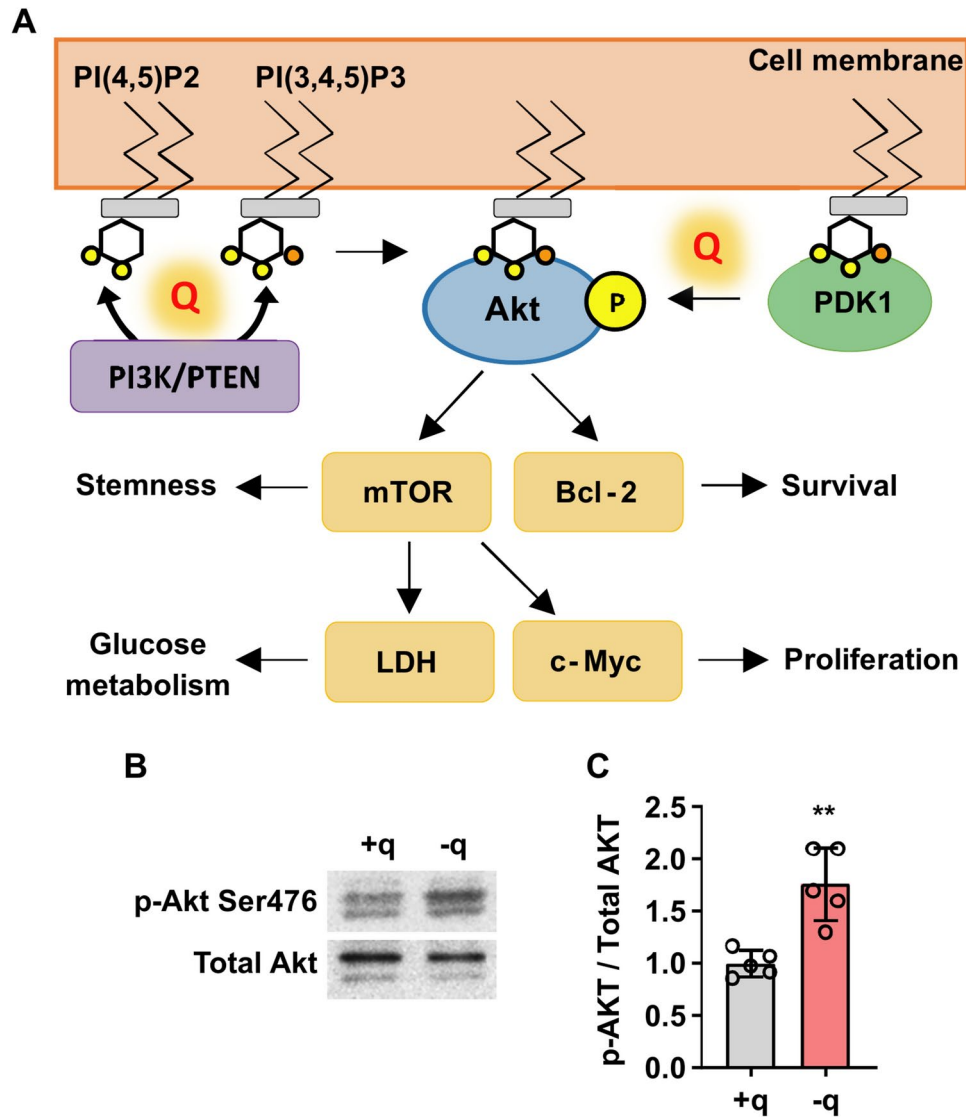 A
PI(4,5)P2 PI(3,4,5)P3 Cell membrane
Q Q
Akt P PDK1
PI3K/PTEN
Stemness mTOR Bcl-2 Survival
Glucose
metabolism LDH c-Myc Proliferation
B
+q -q
p-Akt Ser476
Total Akt
C
p-AKT / Total AKT
2.5
2.0
1.5
1.0
0.5
0.0
**
+q -q